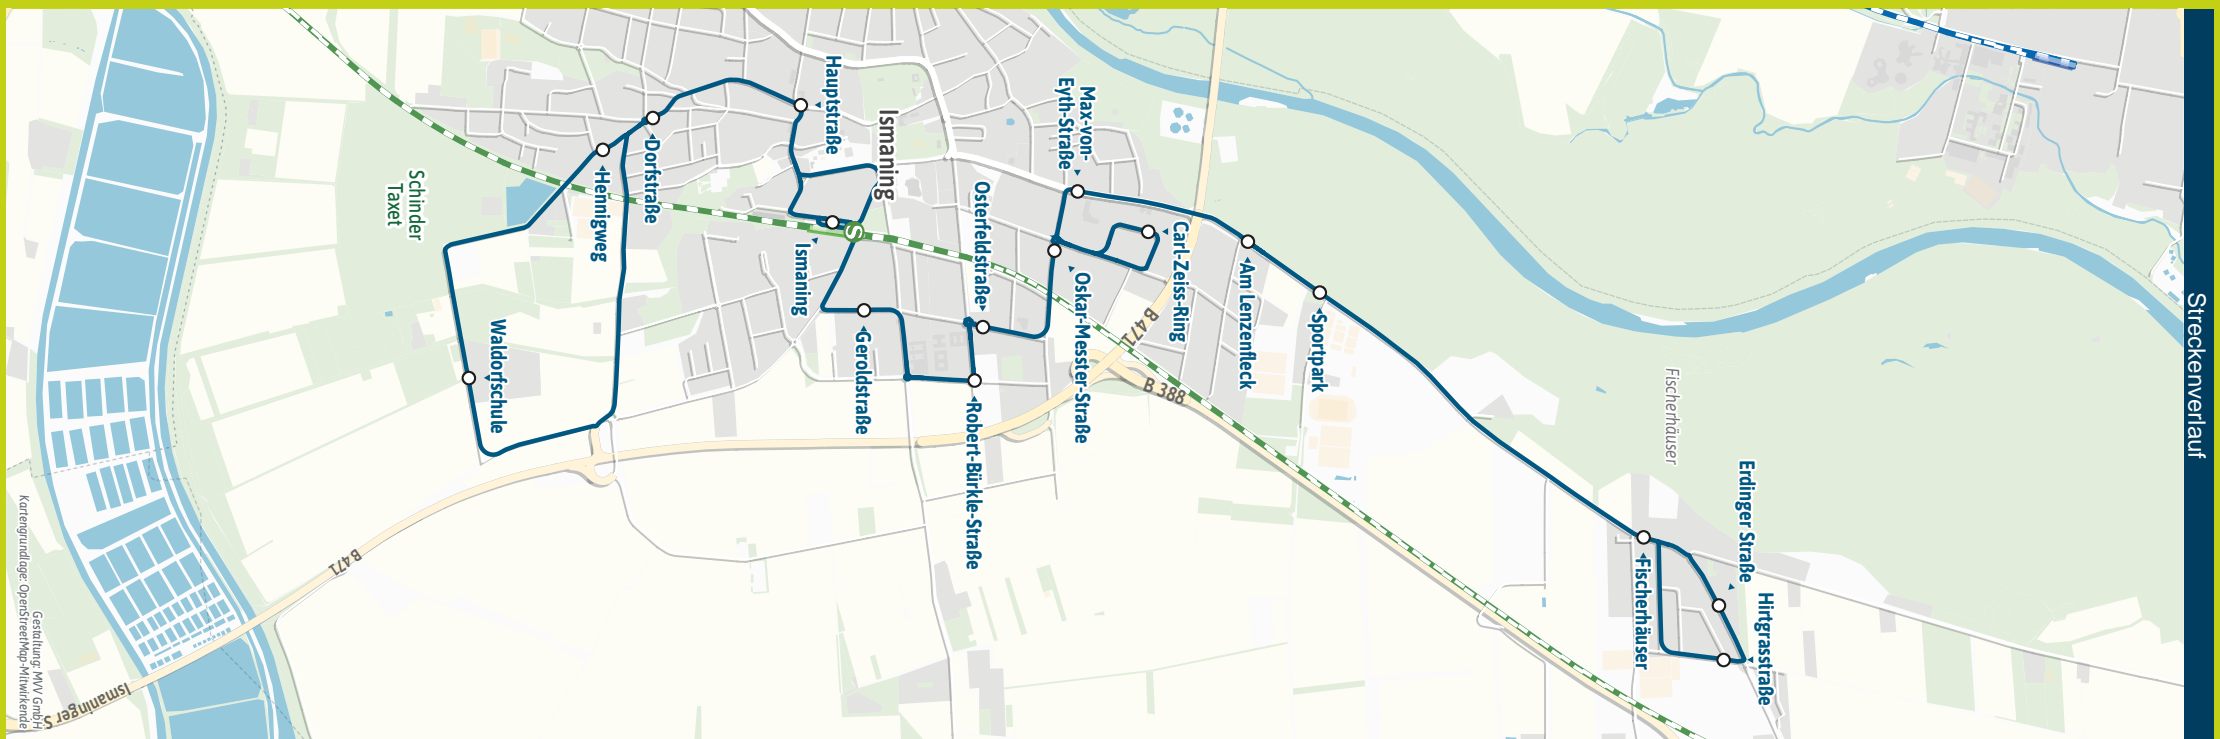 Streckenverlauf
Hauptstraße
Ismaning
Max-von-
Eyth-Straße
Dorfstraße
Hennigweg
Schinder
Taxet
Osterfeldstraße
Ismaning
S
Carl-Zeiss-Ring
Oskar-Messter-Straße
Am Lenzenfleck
Sportpark
B 471
B 388
Waldorfschule
Geroldstraße
Robert-Bürkle-Straße
Fischerhäuser
Erdinger Straße
Fischerhäuser
Hirtgrasstraße
B 471
Ismaninger S
Gestaltung: MVV GmbH
Kartengrundlage: OpenStreetMap-Mitwirkende